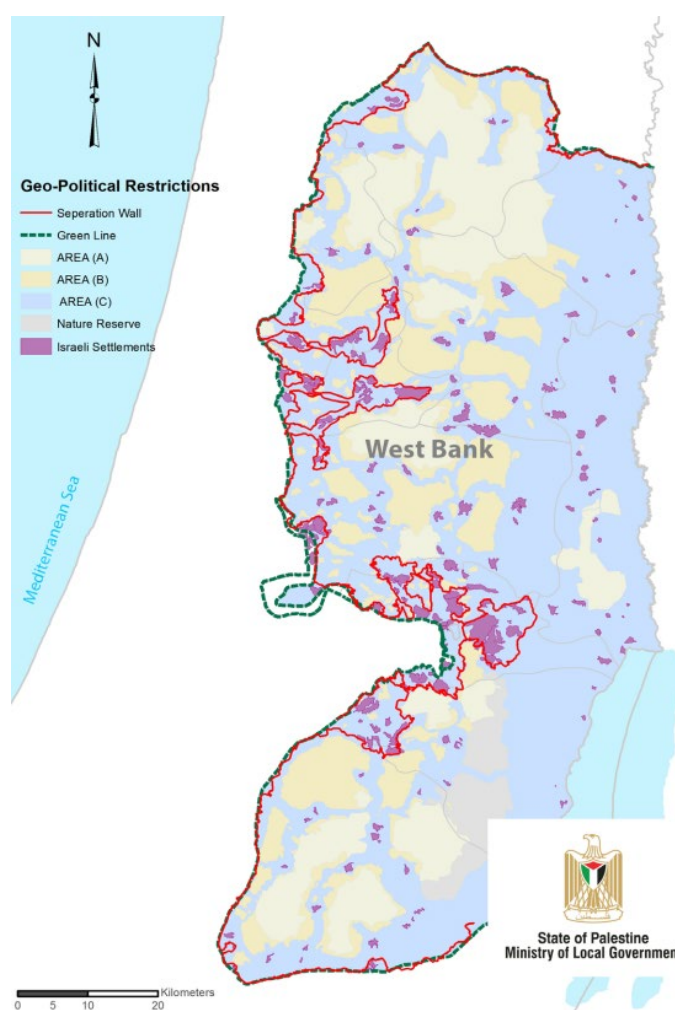 N
Geo-Political Restrictions
Seperation Wall
Green Line
AREA (A)
AREA (B)
AREA (C)
Nature Reserve
Israeli Settlements
West Bank
Mediterranean Sea
State of Palestine
Ministry of Local Governmen
Kilometers
0 5 10 20